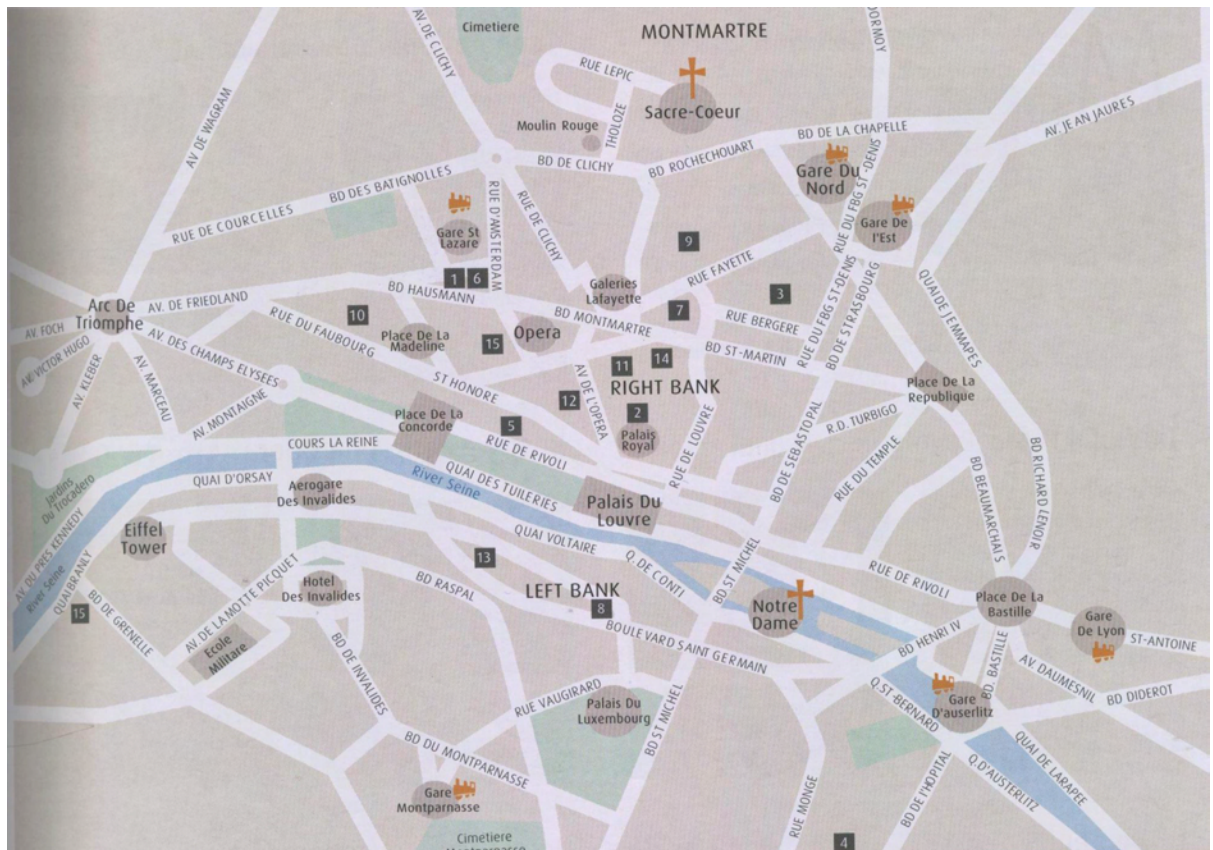 Cimetiere
MONTMARTRE
DORMOY
AV. DE CLICHY
RUE LEPIC
Sacre-Coeur
AV. JEAN JAURES
AV DE WAGRAM
Moulin Rouge
THOLOZE
BD DE LA CHAPELLE
BD DE CLICHY
BD ROCHECHOUART
BD DES BATIGNOLLES
Gare Du
Nord
RUE DE COURCELLES
RUE D'AMSTERDAM
RUE DE CLICHY
RUE DU FBG ST -DENIS
Gare St
Lazare
Gare De
l'Est
9
RUE FAYETTE
1
6
Galeries
Lafayette
3
QUAI DE JEMMAPES
Arc De
Triomphe
AV. DE FRIEDLAND
BD HAUSMANN
BD MONTMARTRE
7
RUE BERGERE
RUE DU FBG ST-DENIS
BD DE STRASBOURG
AV. FOCH
10
RUE DU FAUBOURG
Place De La
Madeline
15
Opera
BD ST-MARTIN
AV. VICTOR HUGO
AV. DES CHAMPS ELYSEES
11
14
AV. KLEBER
AV. MARCEAU
ST HONORE
AV DE L'OPERA
RIGHT BANK
Place De La
Republique
AV. MONTAIGNE
Place De La
Concorde
5
12
2
Palais
Royal
R.D. TURBIGO
COURS LA REINE
RUE DE RIVOLI
RUE DE LOUVRE
BD DE SEBASTOPAL
RUE DU TEMPLE
BD BEAUMARCHAIS
BD RICHARD LENOIR
Jardins
Du Trocadero
QUAI D'ORSAY
Aerogare
Des Invalides
River Seine
QUAI DES TUILERIES
Palais Du
Louvre
Eiffel
Tower
QUAI VOLTAIRE
AV. DU PRES KENNEDY
River Seine
QUAI BRANLY
13
Q. DE CONTI
BD ST MICHEL
RUE DE RIVOLI
15
BD DE GRENELLE
AV. DE LA MOTTE PICQUET
Hotel
Des Invalides
BD RASPAL
LEFT BANK
8
Notre
Dame
Place De La
Bastille
Gare
De Lyon
ST-ANTOINE
Ecole
Militare
BD DE INVALIDES
BOULEVARD SAINT GERMAIN
BD HENRI IV
BD. BASTILLE
AV. DAUMESNIL
BD DIDEROT
RUE VAUGIRARD
Palais Du
Luxembourg
BD ST MICHEL
Q.ST-BERNARD
Gare
D'auserlitz
BD DU MONTPARNASSE
QUAI DE LARAPEE
Gare
Montparnasse
RUE MONGE
BD DE l'HOPITAL
Q.D'AUSTERLITZ
Cimetiere
4